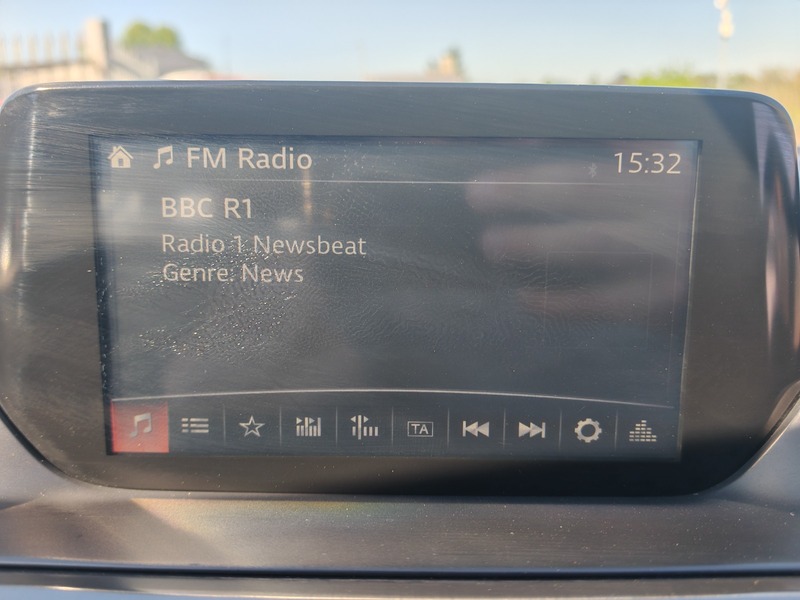 FM Radio 15:32
BBC R1
Radio 1 Newsbeat
Genre: News
TA